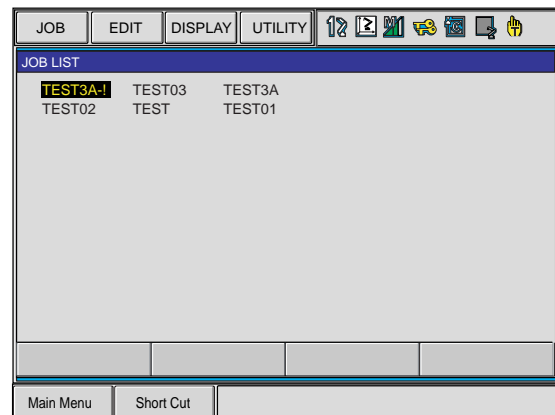 JOB EDIT DISPLAY UTILITY
JOB LIST
TEST3A-! TEST03 TEST3A
TEST02 TEST TEST01
Main Menu Short Cut